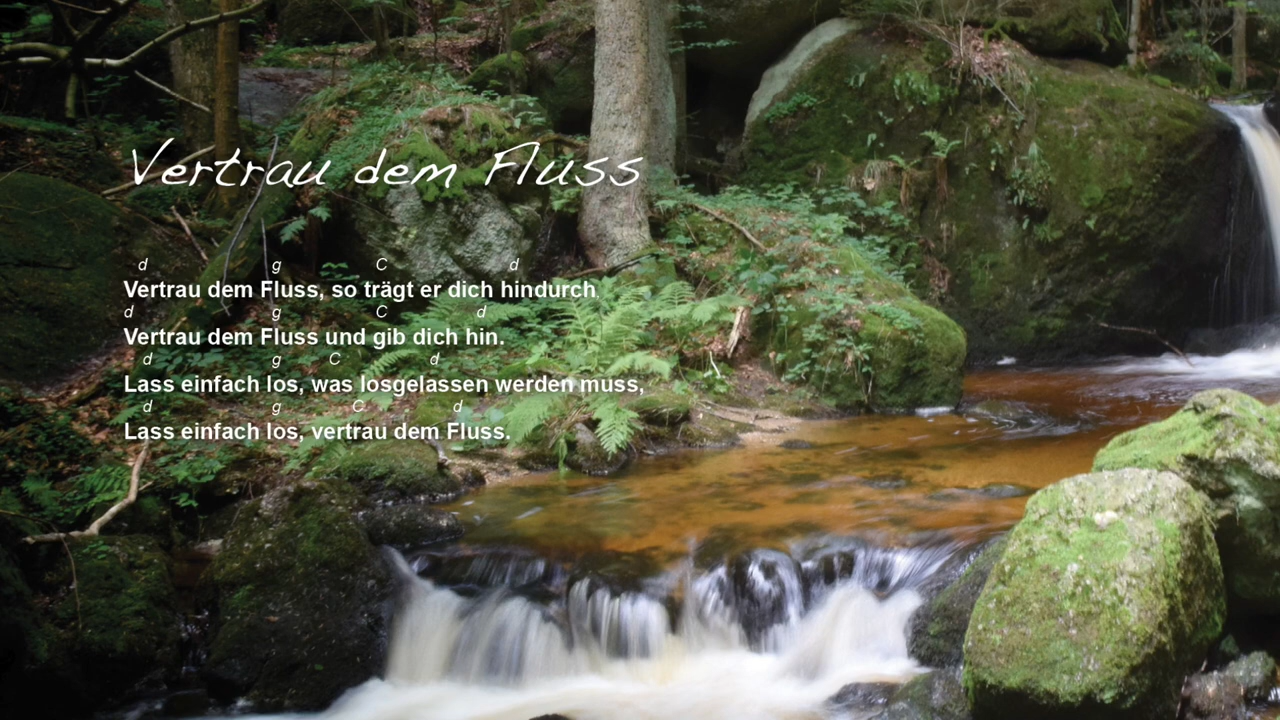 Vertrau dem Fluss
d g C d
Vertrau dem Fluss, so trägt er dich hindurch.
d g C d
Vertrau dem Fluss und gib dich hin.
d g C d
Lass einfach los, was losgelassen werden muss,
d g C d
Lass einfach los, vertrau dem Fluss.